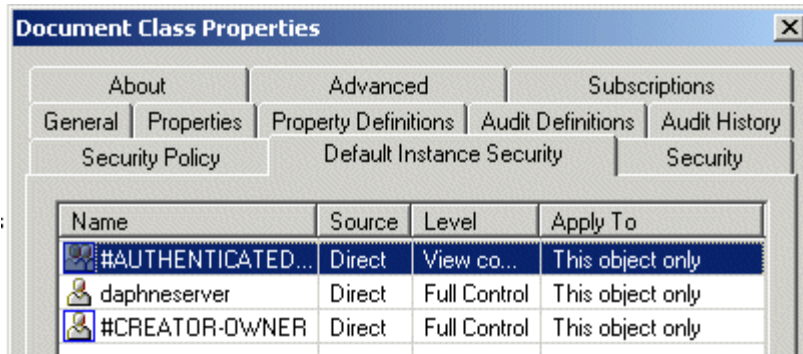 Document Class Properties
About Advanced Subscriptions
General Properties Property Definitions Audit Definitions Audit History
Security Policy Default Instance Security Security
Name Source Level Apply To
#AUTHENTICATED... Direct View co... This object only
daphneserver Direct Full Control This object only
#CREATOR-OWNER Direct Full Control This object only